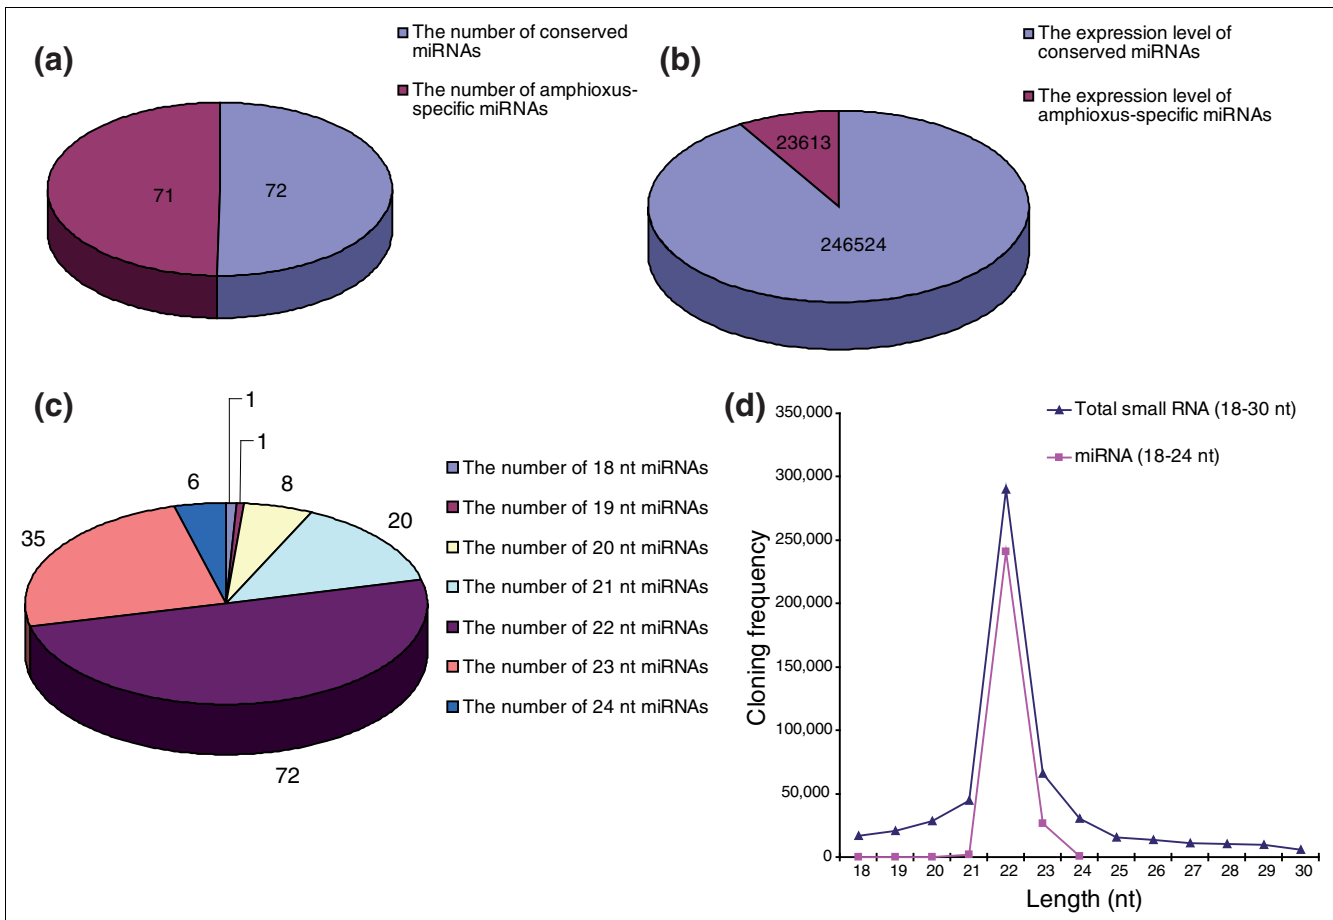 (a)
The number of conserved
miRNAs
The number of amphioxus-
specific miRNAs
71
72
(b)
The expression level of
conserved miRNAs
The expression level of
amphioxus-specific miRNAs
23613
246524
(c)
1
1
6
8
20
35
72
The number of 18 nt miRNAs
The number of 19 nt miRNAs
The number of 20 nt miRNAs
The number of 21 nt miRNAs
The number of 22 nt miRNAs
The number of 23 nt miRNAs
The number of 24 nt miRNAs
(d)
Total small RNA (18-30 nt)
miRNA (18-24 nt)
Cloning frequency
350,000
300,000
250,000
200,000
150,000
100,000
50,000
0
18 19 20 21 22 23 24 25 26 27 28 29 30
Length (nt)